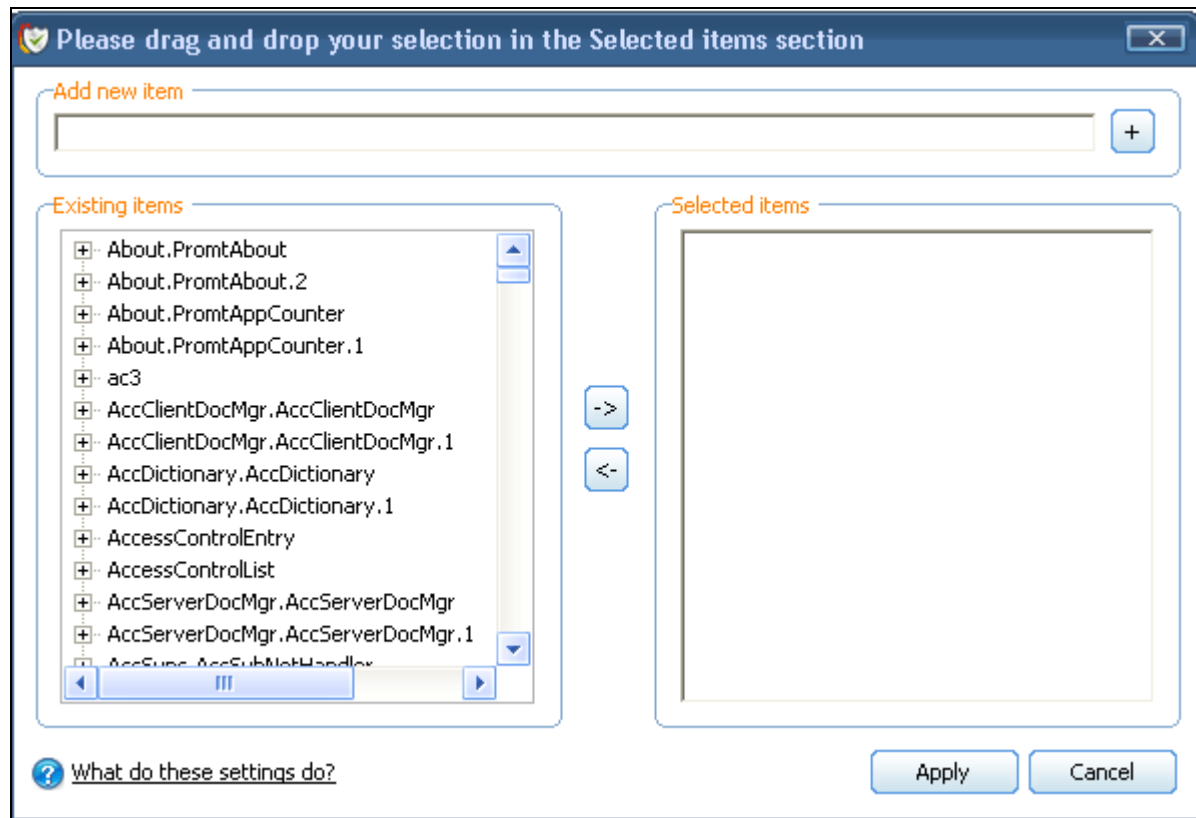 Please drag and drop your selection in the Selected items section
Add new item
+
Existing items
About.PromtAbout
About.PromtAbout.2
About.PromtAppCounter
About.PromtAppCounter.1
ac3
AccClientDocMgr.AccClientDocMgr
AccClientDocMgr.AccClientDocMgr.1
AccDictionary.AccDictionary
AccDictionary.AccDictionary.1
AccessControlEntry
AccessControlList
AccServerDocMgr.AccServerDocMgr
AccServerDocMgr.AccServerDocMgr.1
AccSync.AccSubNotHandler
->
<-
Selected items
What do these settings do?
Apply
Cancel